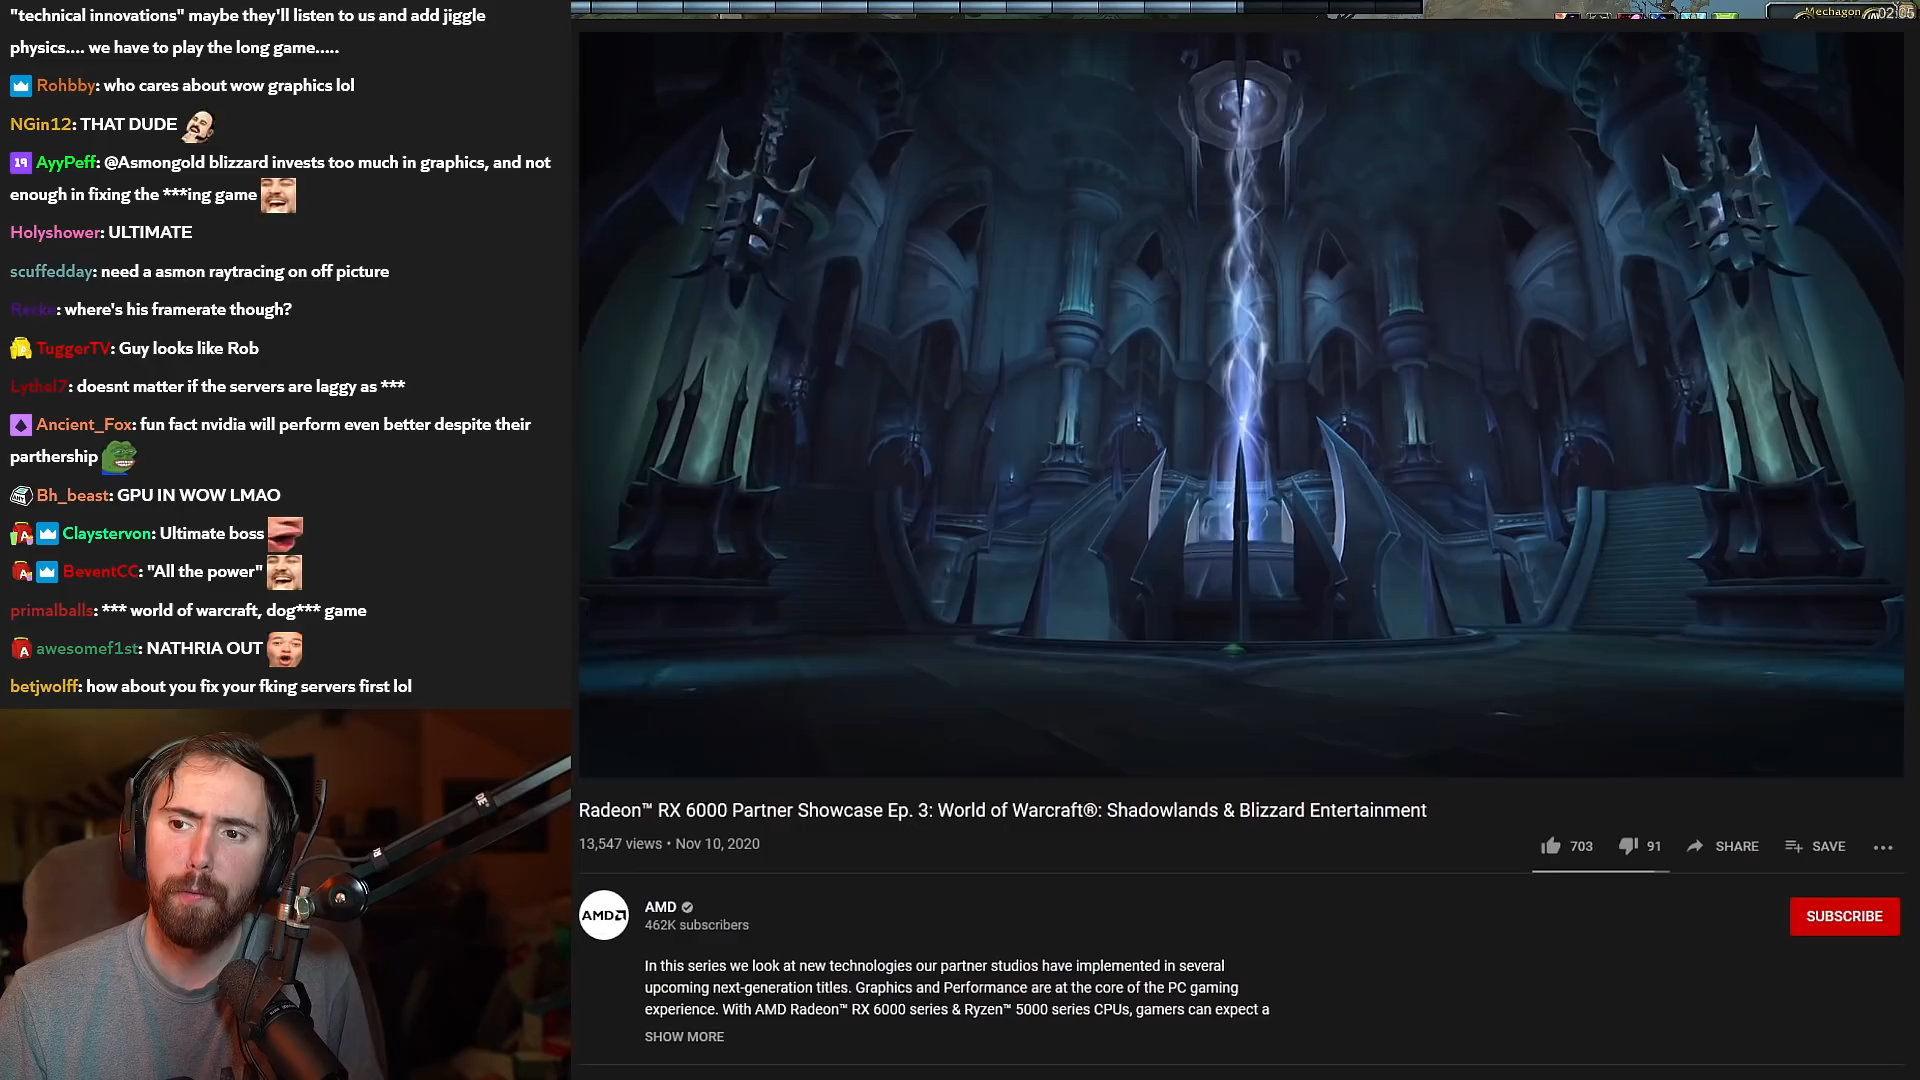 "technical innovations" maybe they'll listen to us and add jiggle
physics.... we have to play the long game.....
Rohbby: who cares about wow graphics lol
NGin12: THAT DUDE
19 AyyPeff: @Asmongold blizzard invests too much in graphics, and not
enough in fixing the ***ing game
Holyshower: ULTIMATE
scuffedday: need a asmon raytracing on off picture
Recke: where's his framerate though?
TuggerTV: Guy looks like Rob
Lythel7: doesnt matter if the servers are laggy as ***
Ancient_Fox: fun fact nvidia will perform even better despite their
parthership
Bh_beast: GPU IN WOW LMAO
A Claystervon: Ultimate boss
A BeventCC: "All the power"
primalballs: *** world of warcraft, dog*** game
A awesomef1st: NATHRIA OUT
betjwolff: how about you fix your fking servers first lol
Mechagon 02:05
Radeon™ RX 6000 Partner Showcase Ep. 3: World of Warcraft®: Shadowlands & Blizzard Entertainment
13,547 views • Nov 10, 2020
703 91 SHARE SAVE
AMD
AMD
462K subscribers
SUBSCRIBE
In this series we look at new technologies our partner studios have implemented in several
upcoming next-generation titles. Graphics and Performance are at the core of the PC gaming
experience. With AMD Radeon™ RX 6000 series & Ryzen™ 5000 series CPUs, gamers can expect a
SHOW MORE